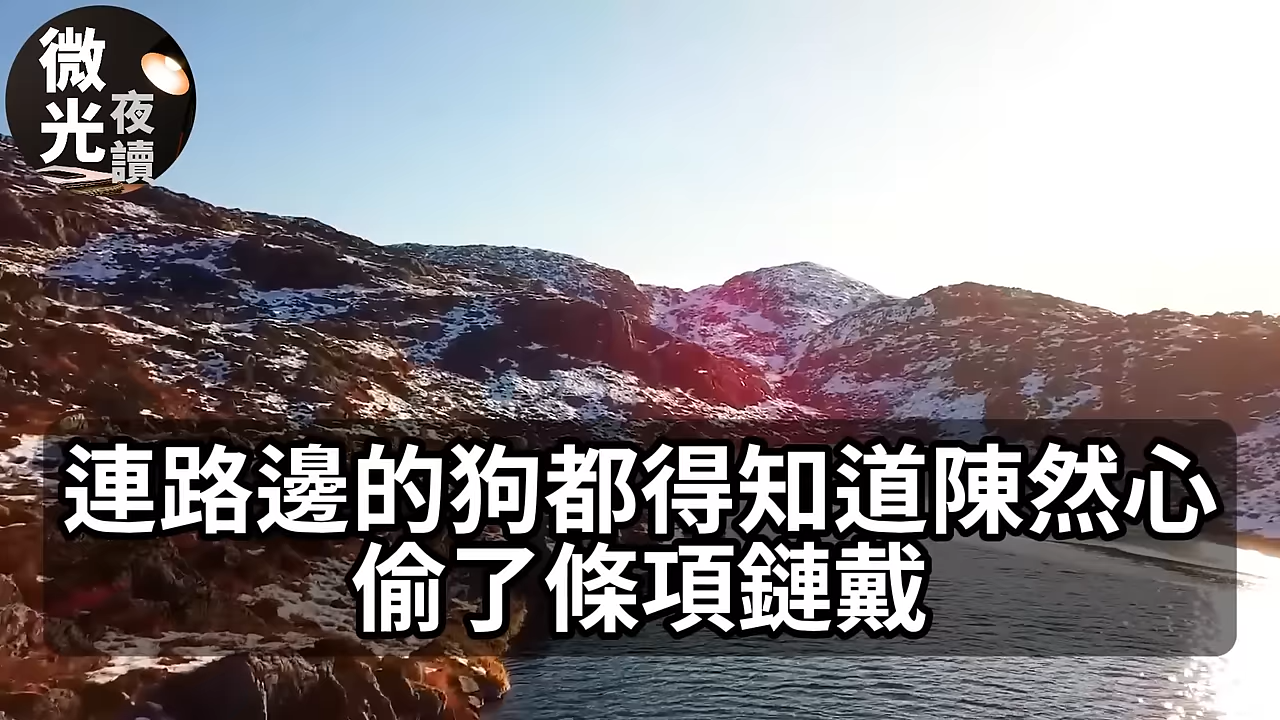 微光
夜讀
連路邊的狗都得知道陳然心
偷了條項鏈戴